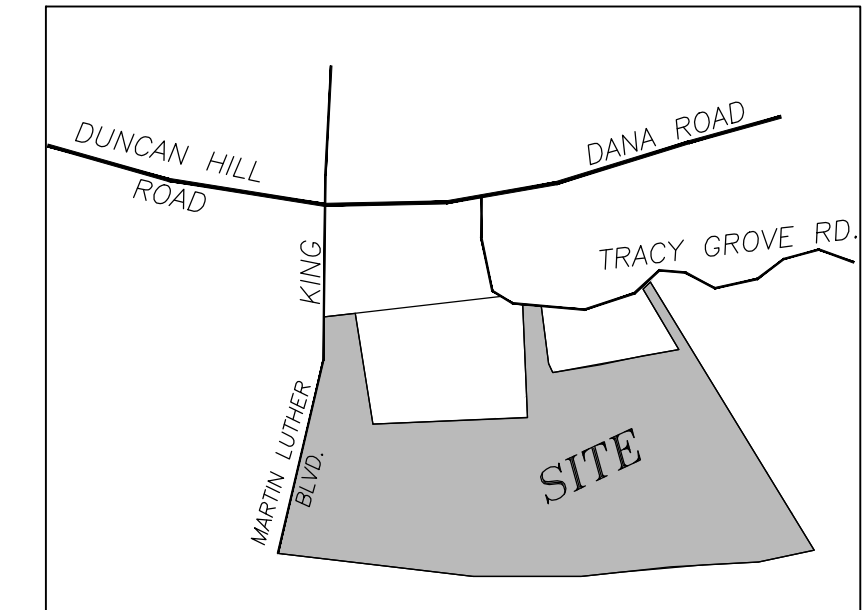 DUNCAN HILL
ROAD
DANA ROAD
TRACY GROVE RD.
KING
MARTIN LUTHER
BLVD.
SITE